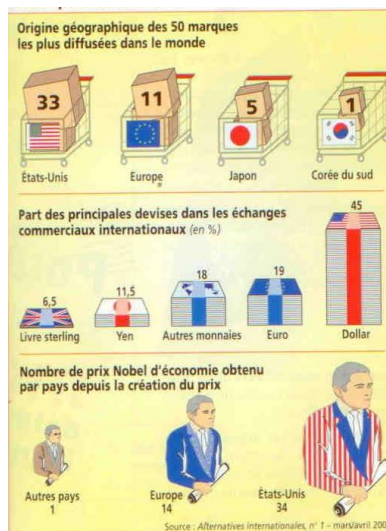 Origine géographique des 50 marques
les plus diffusées dans le monde
33
11
5
1
États-Unis
Europe
Japon
Corée du sud
Part des principales devises dans les échanges
commerciaux internationaux (en %)
6,5
11,5
18
19
45
Livre sterling
Yen
Autres monnaies
Euro
Dollar
Nombre de prix Nobel d'économie obtenu
par pays depuis la création du prix
Autres pays
1
Europe
14
États-Unis
34
Source : Alternatives internationales, n° 1 – mars/avril 200